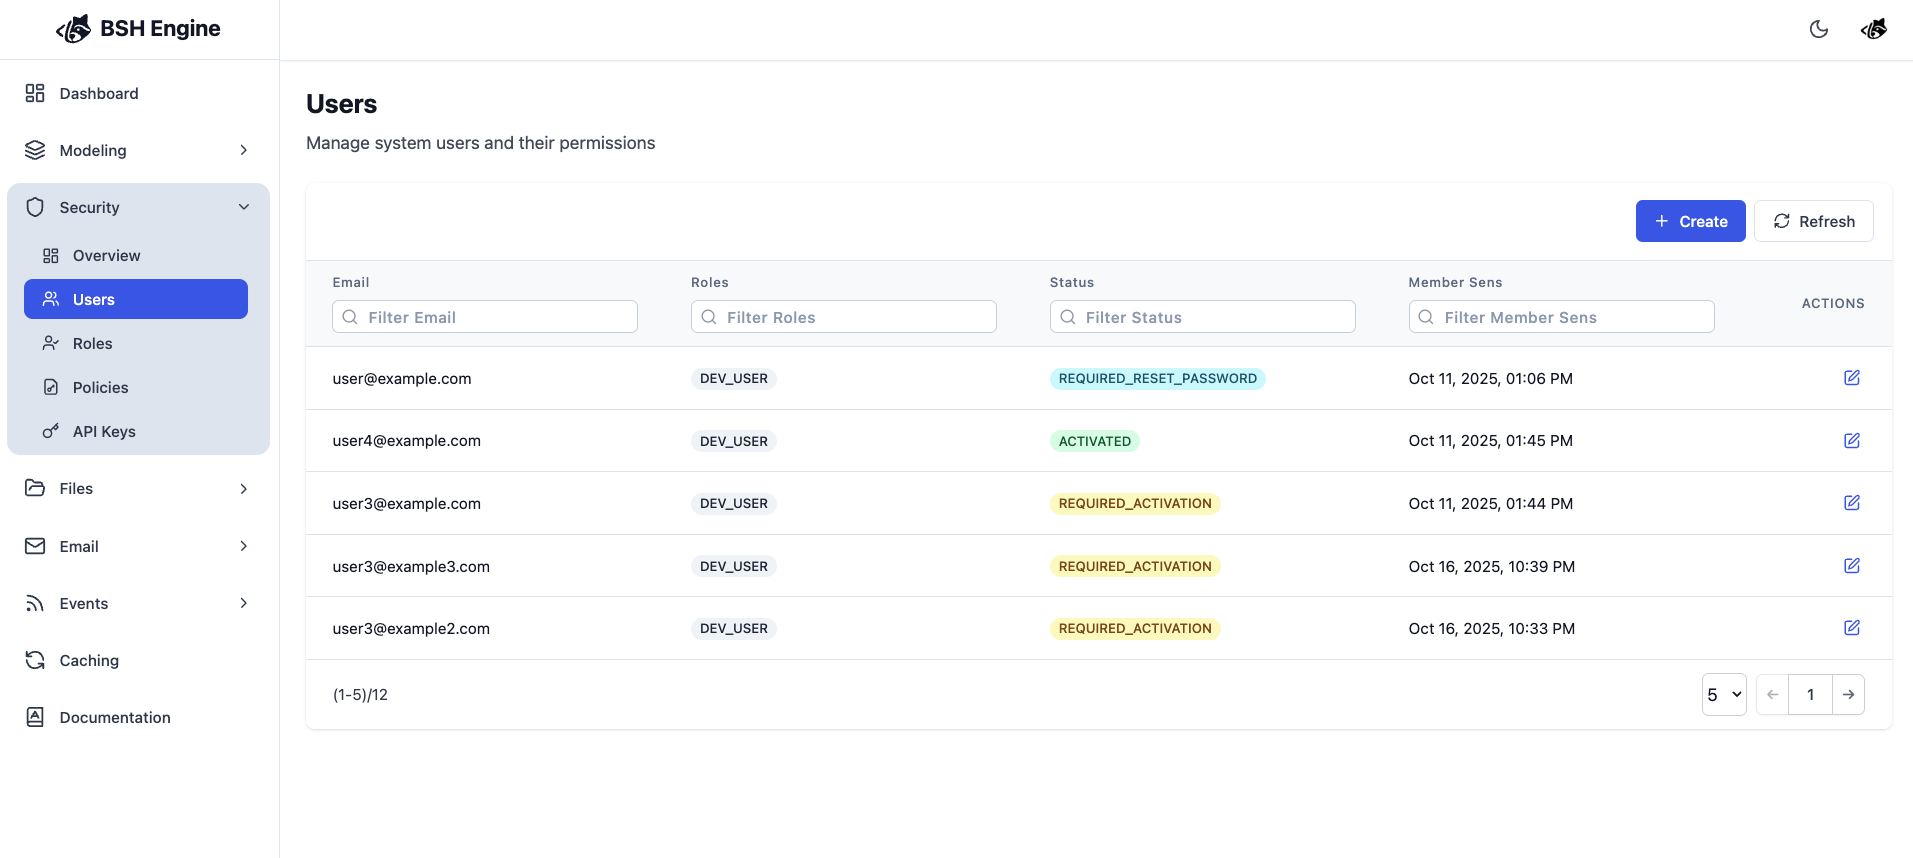 BSH Engine
Dashboard
Modeling
Security
Overview
Users
Roles
Policies
API Keys
Files
Email
Events
Caching
Documentation
Users
Manage system users and their permissions
Create Refresh
Email Roles Status Member Sens ACTIONS
Filter Email Filter Roles Filter Status Filter Member Sens
user@example.com DEV_USER REQUIRED_RESET_PASSWORD Oct 11, 2025, 01:06 PM
user4@example.com DEV_USER ACTIVATED Oct 11, 2025, 01:45 PM
user3@example.com DEV_USER REQUIRED_ACTIVATION Oct 11, 2025, 01:44 PM
user3@example3.com DEV_USER REQUIRED_ACTIVATION Oct 16, 2025, 10:39 PM
user3@example2.com DEV_USER REQUIRED_ACTIVATION Oct 16, 2025, 10:33 PM
(1-5)/12 5 1